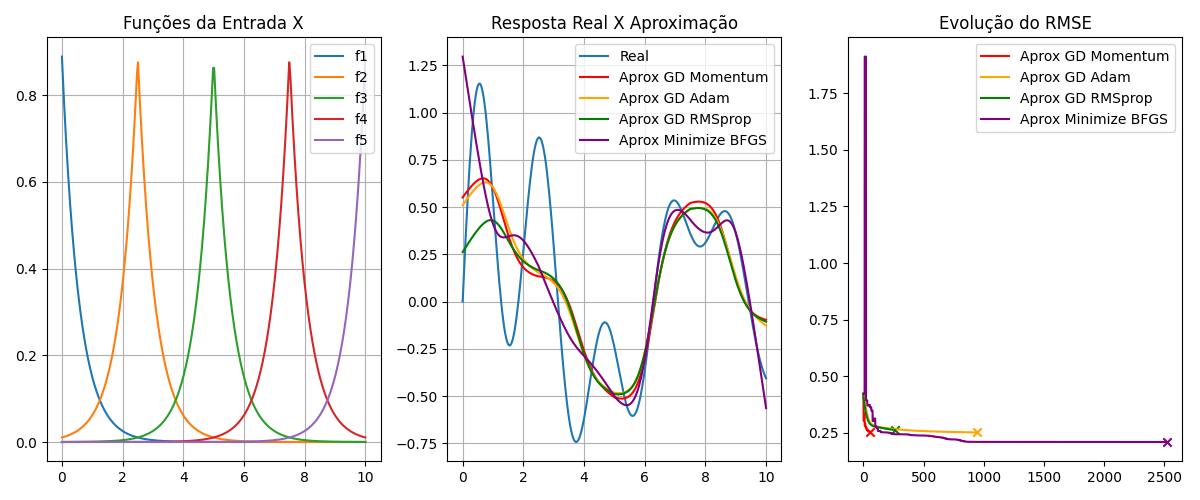 Funções da Entrada X
f1
f2
f3
f4
f5
0.8
0.6
0.4
0.2
0.0
0 2 4 6 8 10
Resposta Real X Aproximação
Real
Aprox GD Momentum
Aprox GD Adam
Aprox GD RMSprop
Aprox Minimize BFGS
1.25
1.00
0.75
0.50
0.25
0.00
−0.25
−0.50
−0.75
0 2 4 6 8 10
Evolução do RMSE
Aprox GD Momentum
Aprox GD Adam
Aprox GD RMSprop
Aprox Minimize BFGS
1.75
1.50
1.25
1.00
0.75
0.50
0.25
0 500 1000 1500 2000 2500